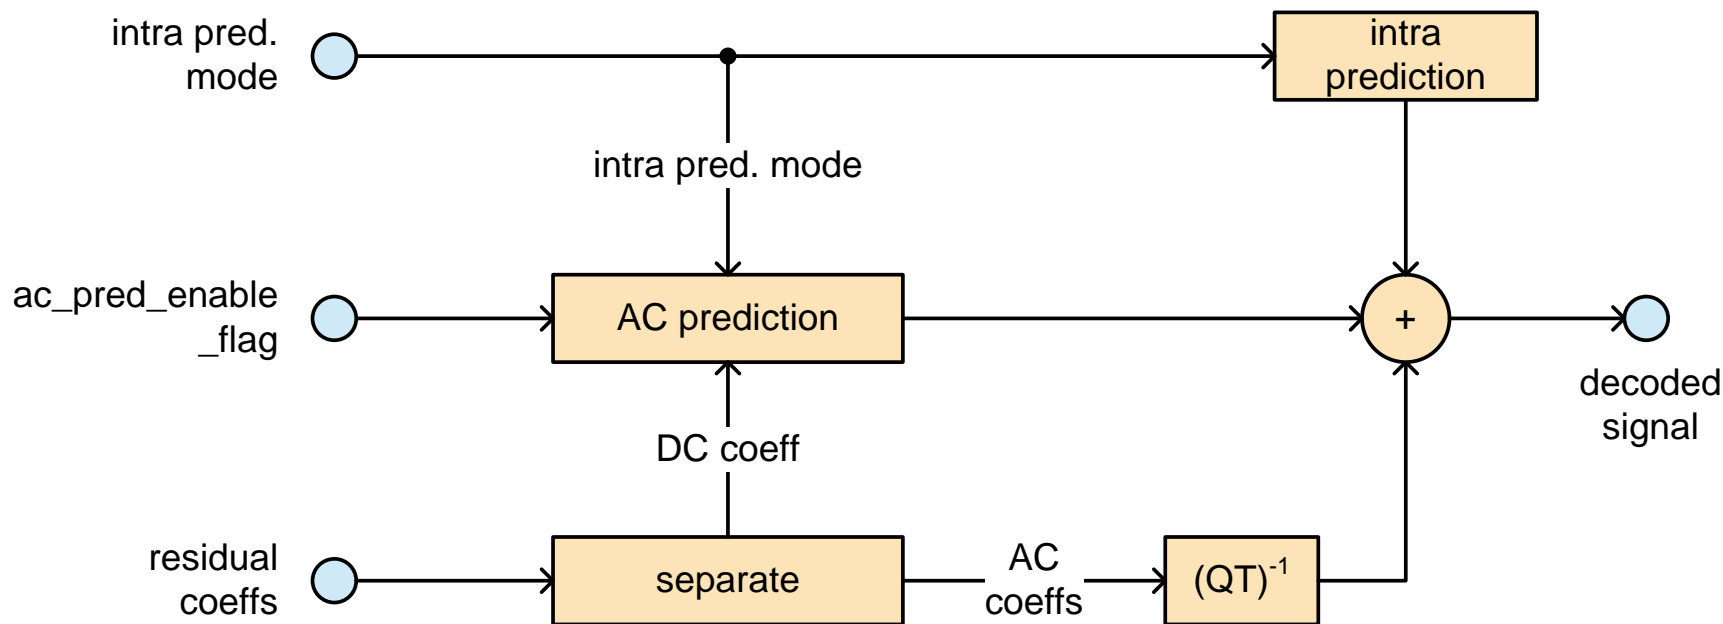 intra pred.
mode
intra
prediction
intra pred. mode
ac_pred_enable
_flag
AC prediction
+
decoded
signal
DC coeff
residual
coeffs
separate
AC
coeffs
(QT)⁻¹